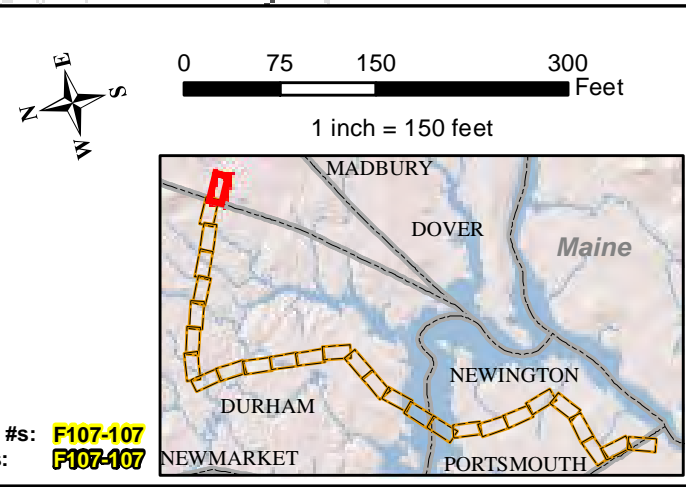 E
N
S
W
0 75 150 300
Feet
1 inch = 150 feet
MADBURY
DOVER
Maine
NEWINGTON
DURHAM
#s: F107-107
s: F107-107
NEWMARKET
PORTSMOUTH